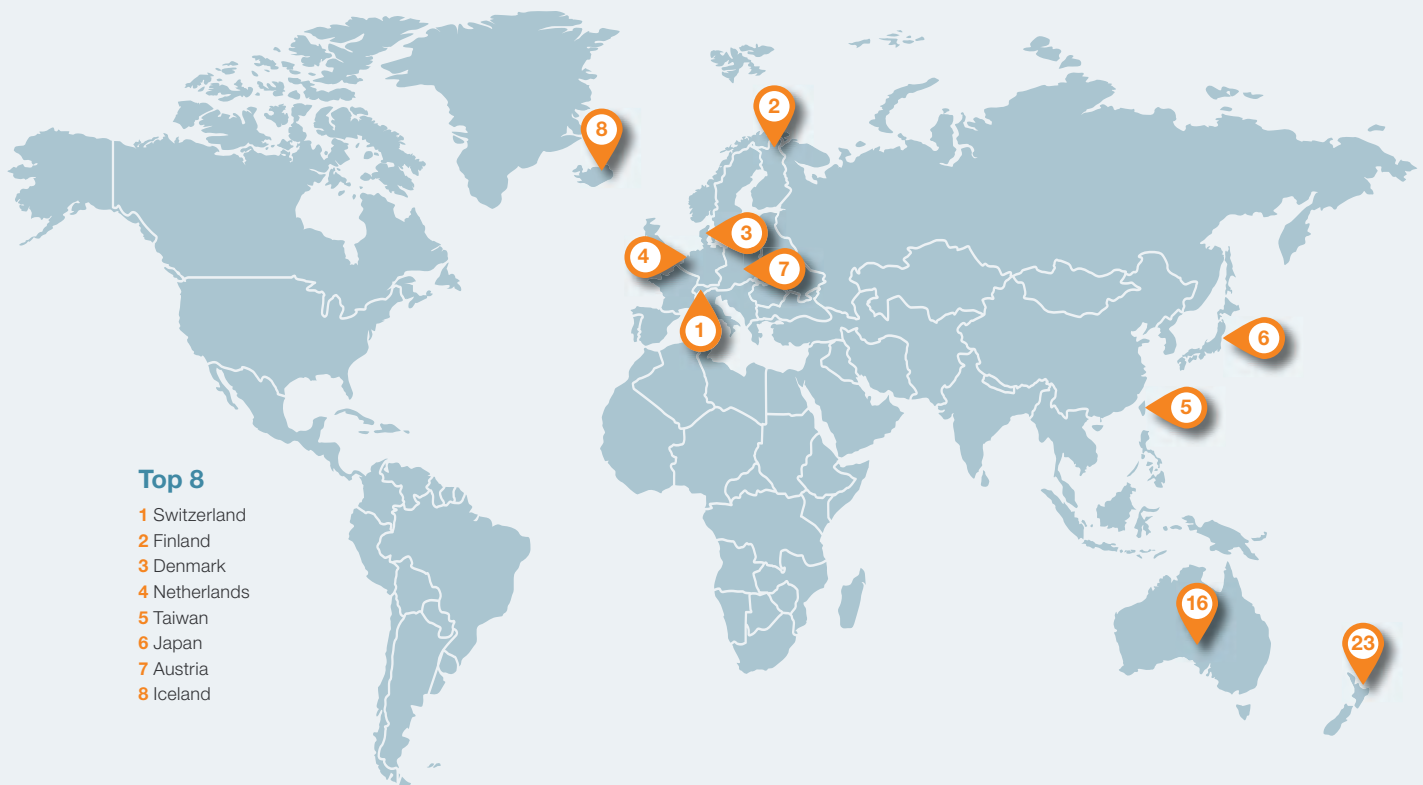 2
8
3
4
7
1
6
5
Top 8
1 Switzerland
2 Finland
3 Denmark
4 Netherlands
5 Taiwan
6 Japan
7 Austria
8 Iceland
16
23